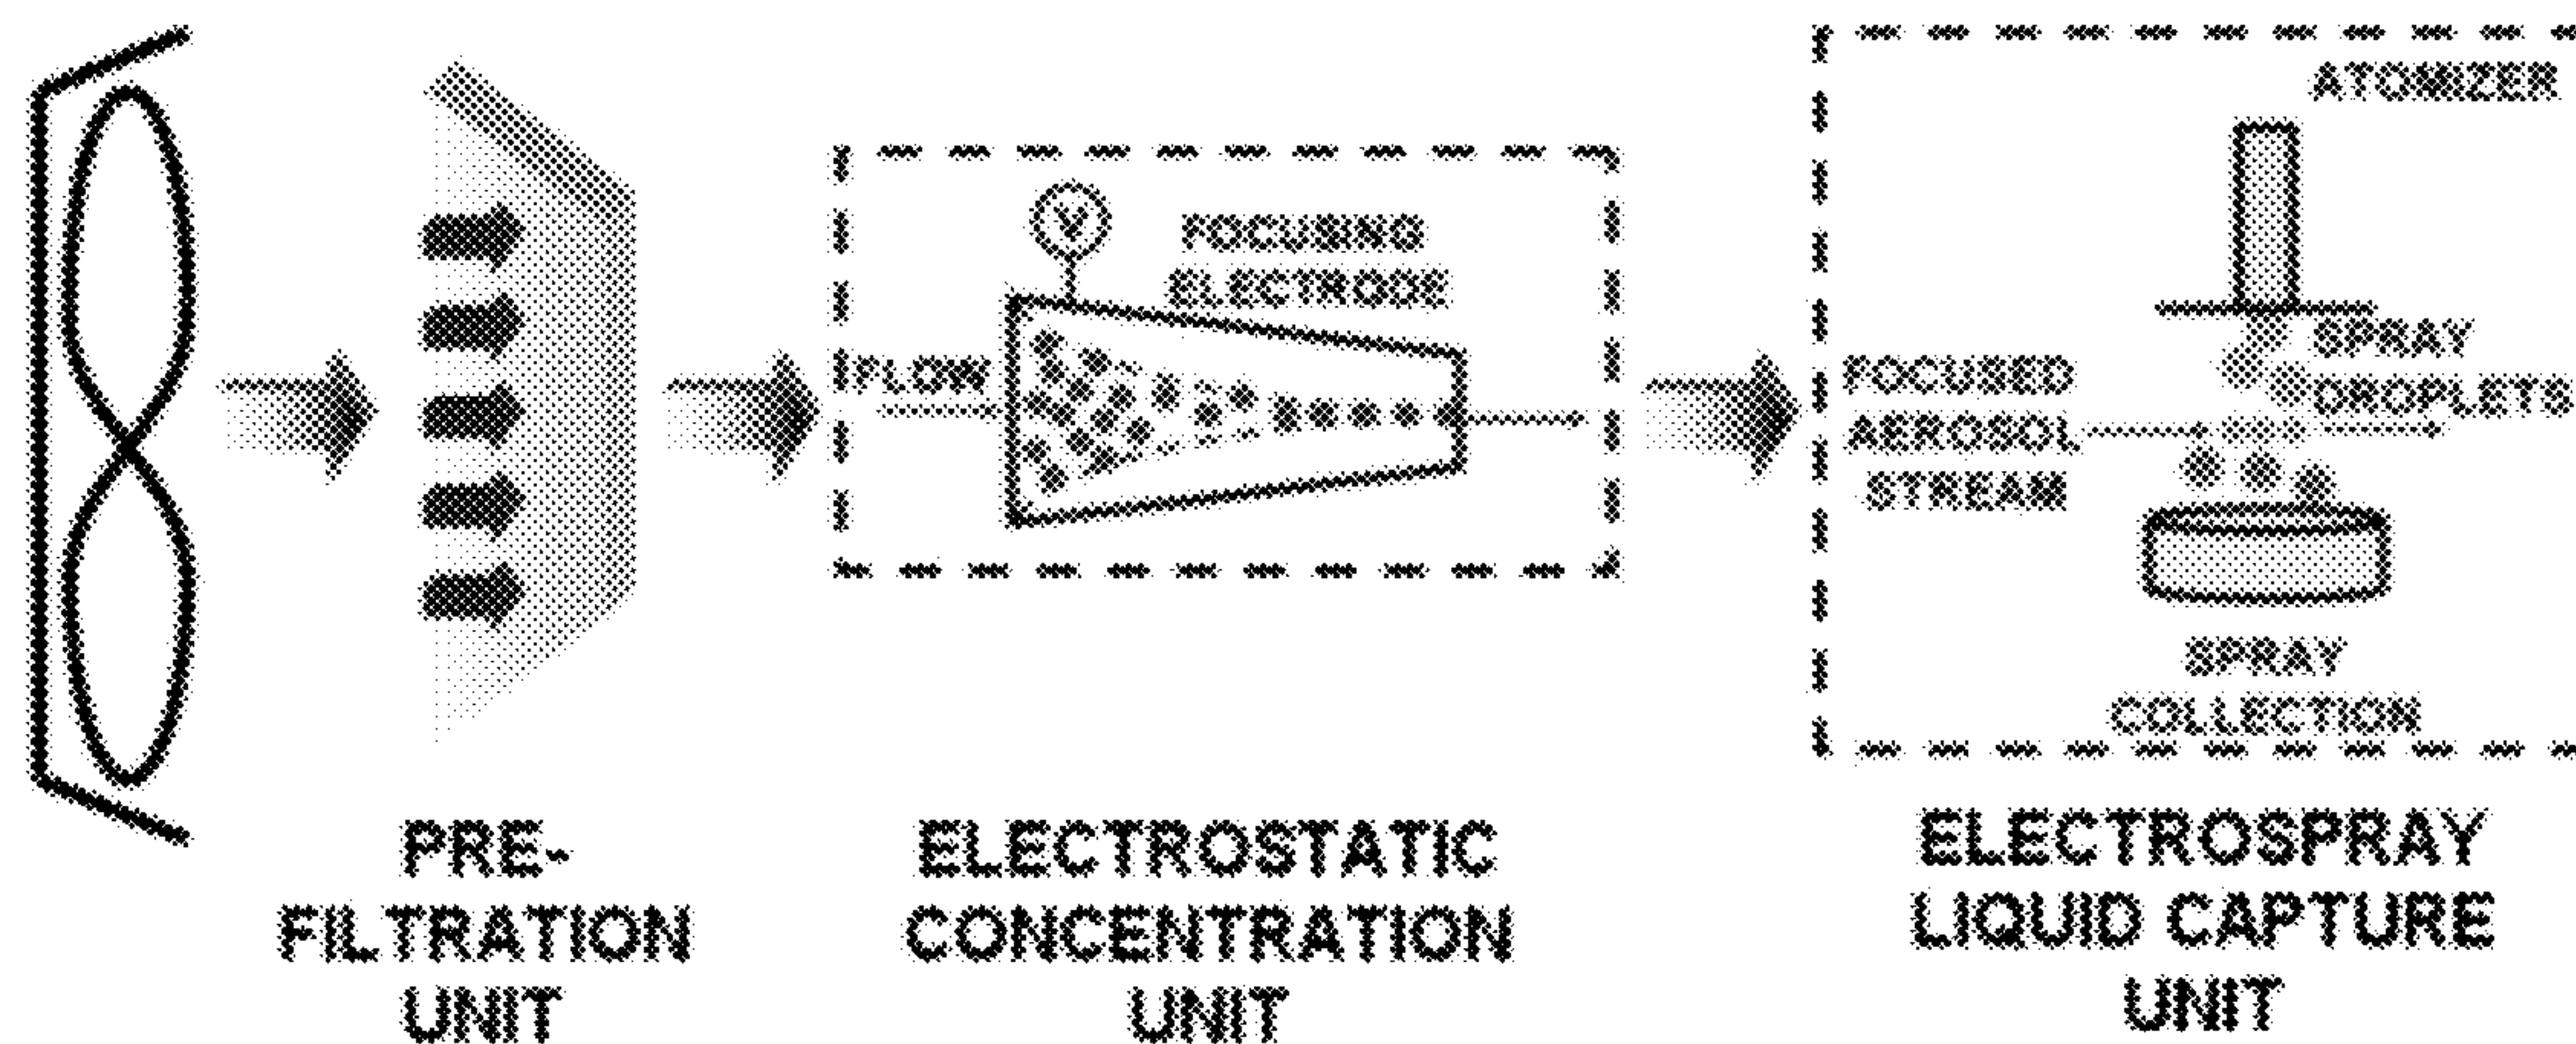 ATOMIZER
V
FOCUSING
ELECTRODE
FLOW
SPRAY
DROPLETS
FOCUSED
AEROSOL
STREAM
SPRAY
COLLECTION
PRE-
FILTRATION
UNIT
ELECTROSTATIC
CONCENTRATION
UNIT
ELECTROSPRAY
LIQUID CAPTURE
UNIT